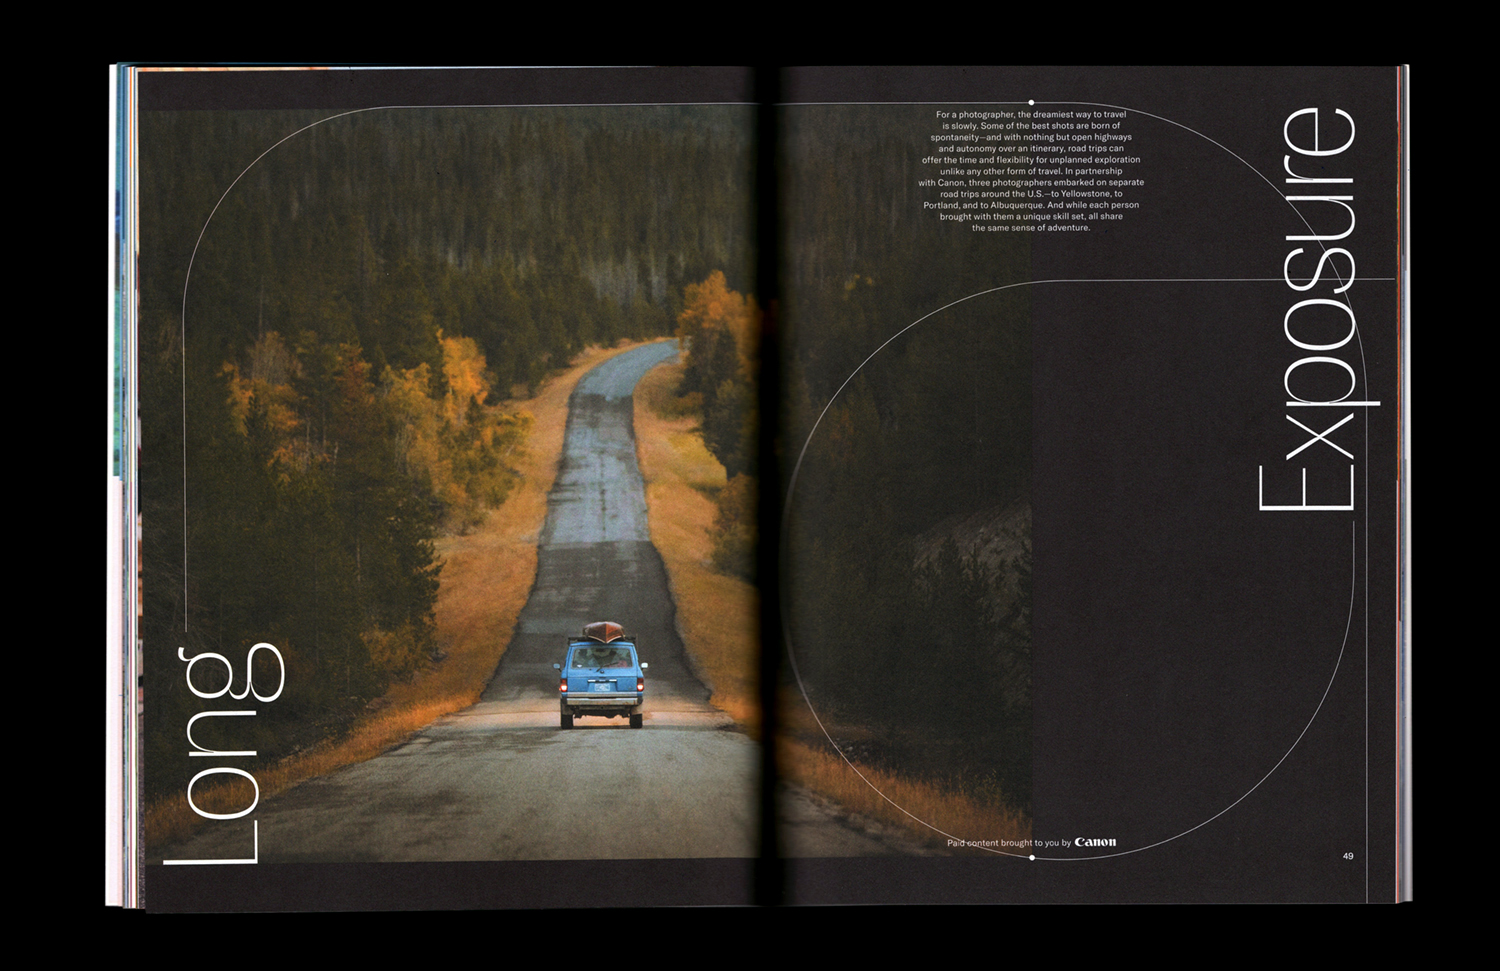 Long
Exposure
For a photographer, the dreamiest way to travel
is slowly. Some of the best shots are born of
spontaneity—and with nothing but open highways
and autonomy over an itinerary, road trips can
offer the time and flexibility for unplanned exploration
unlike any other form of travel. In partnership
with Canon, three photographers embarked on separate
road trips around the U.S.—to Yellowstone, to
Portland, and to Albuquerque. And while each person
brought with them a unique skill set, all share
the same sense of adventure.
Paid content brought to you by Canon
49